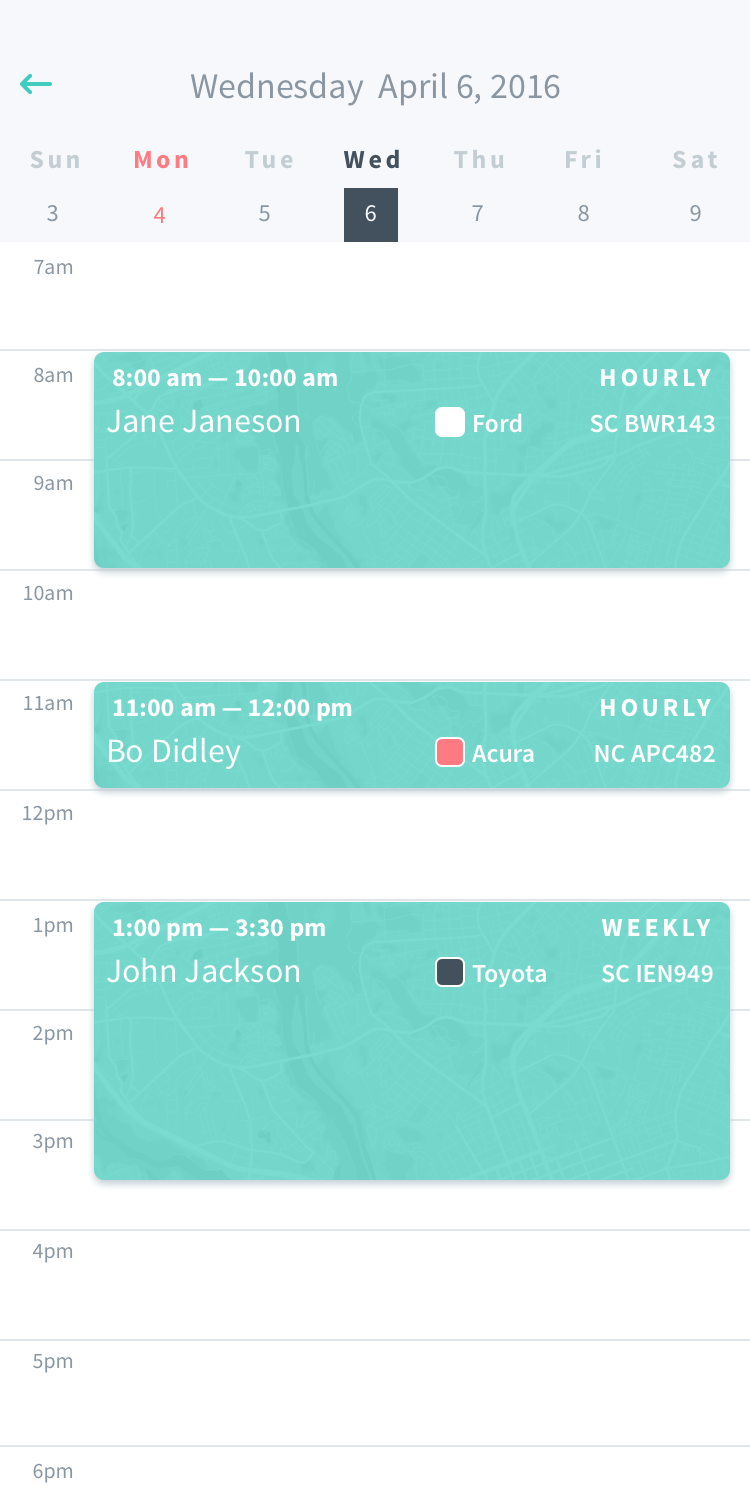 Wednesday April 6, 2016
Sun Mon Tue Wed Thu Fri Sat
3 4 5 6 7 8 9
7am
8am
8:00 am — 10:00 am HOURLY
Jane Janeson Ford SC BWR143
9am
10am
11am
11:00 am — 12:00 pm HOURLY
Bo Didley Acura NC APC482
12pm
1pm
1:00 pm — 3:30 pm WEEKLY
John Jackson Toyota SC IEN949
2pm
3pm
4pm
5pm
6pm